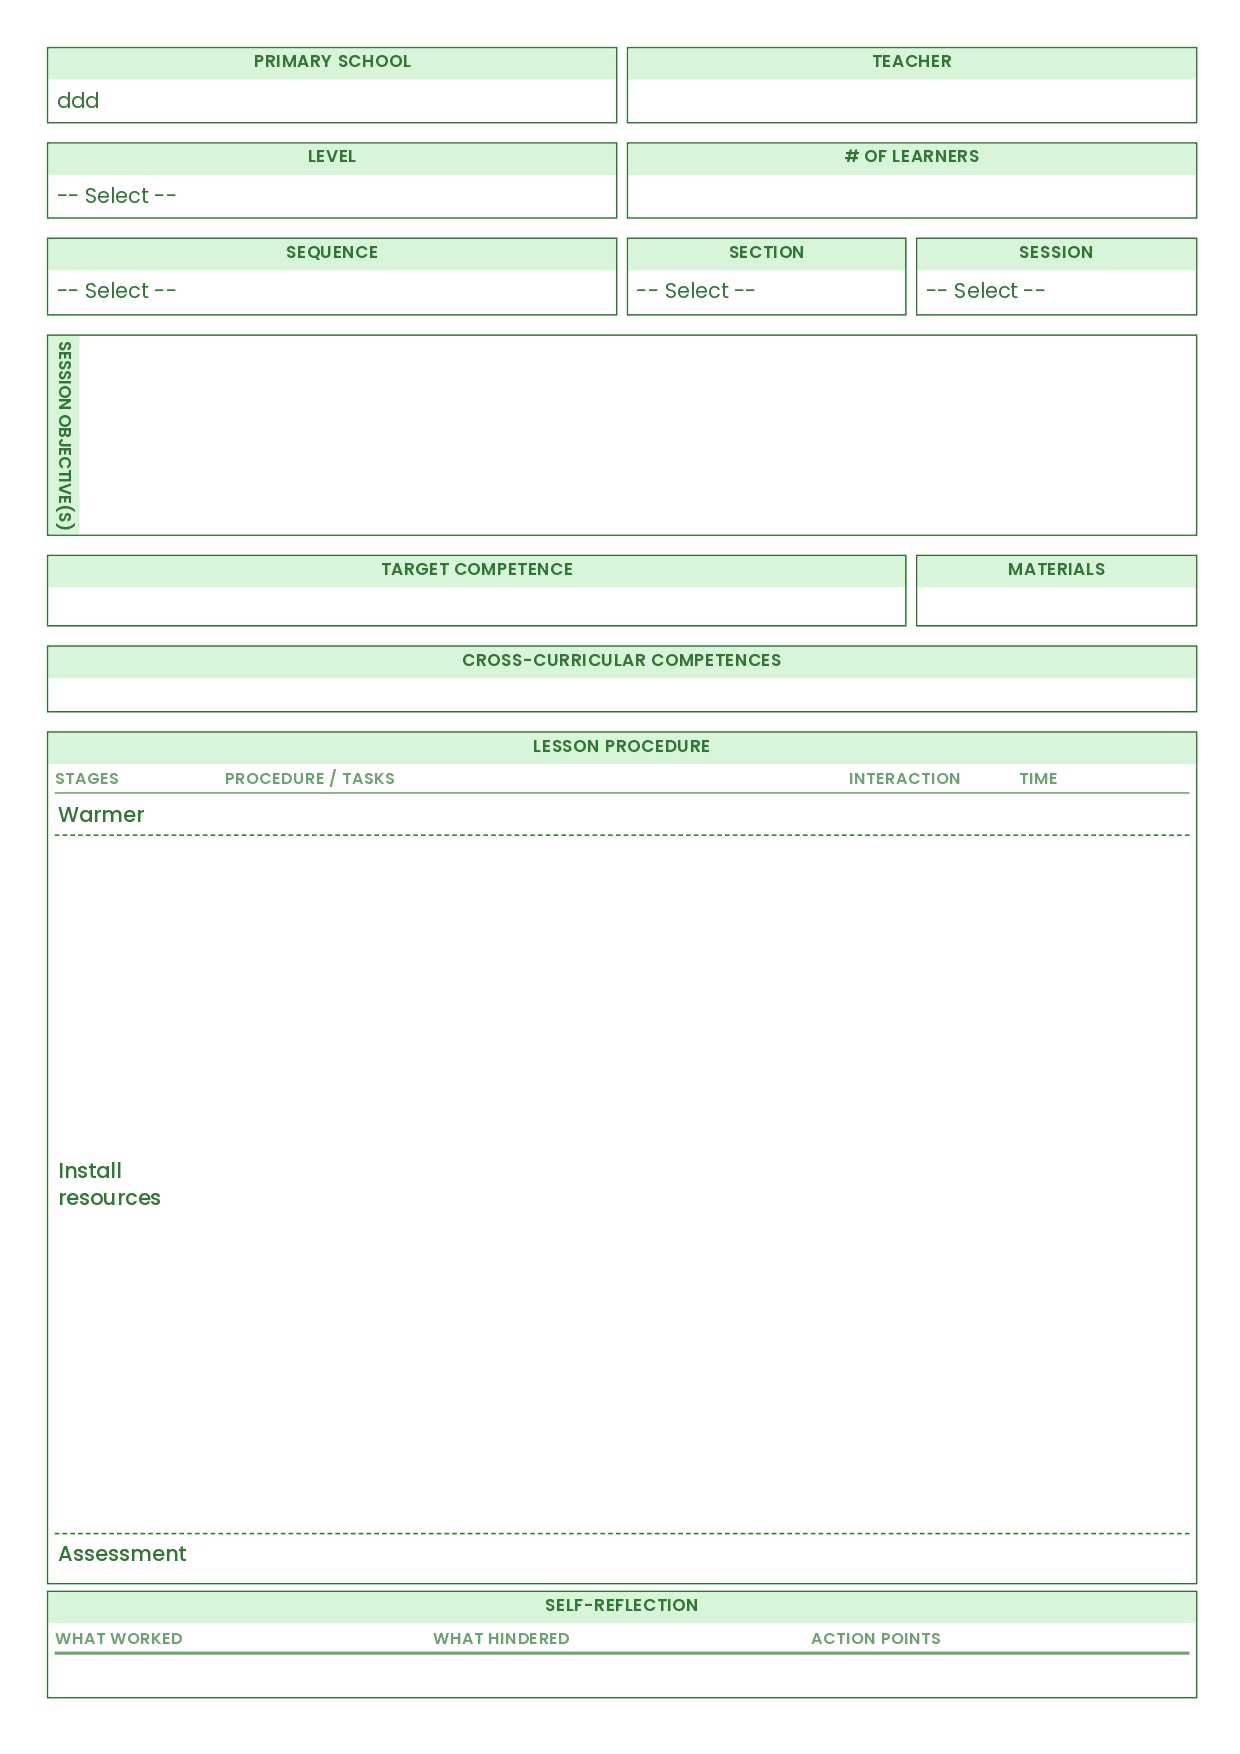 PRIMARY SCHOOL
TEACHER
ddd
LEVEL
# OF LEARNERS
-- Select --
SEQUENCE
SECTION
SESSION
-- Select --
-- Select --
-- Select --
SESSION OBJECTIVE(S)
TARGET COMPETENCE
MATERIALS
CROSS-CURRICULAR COMPETENCES
LESSON PROCEDURE
STAGES
PROCEDURE / TASKS
INTERACTION
TIME
Warmer
Install
resources
Assessment
SELF-REFLECTION
WHAT WORKED
WHAT HINDERED
ACTION POINTS